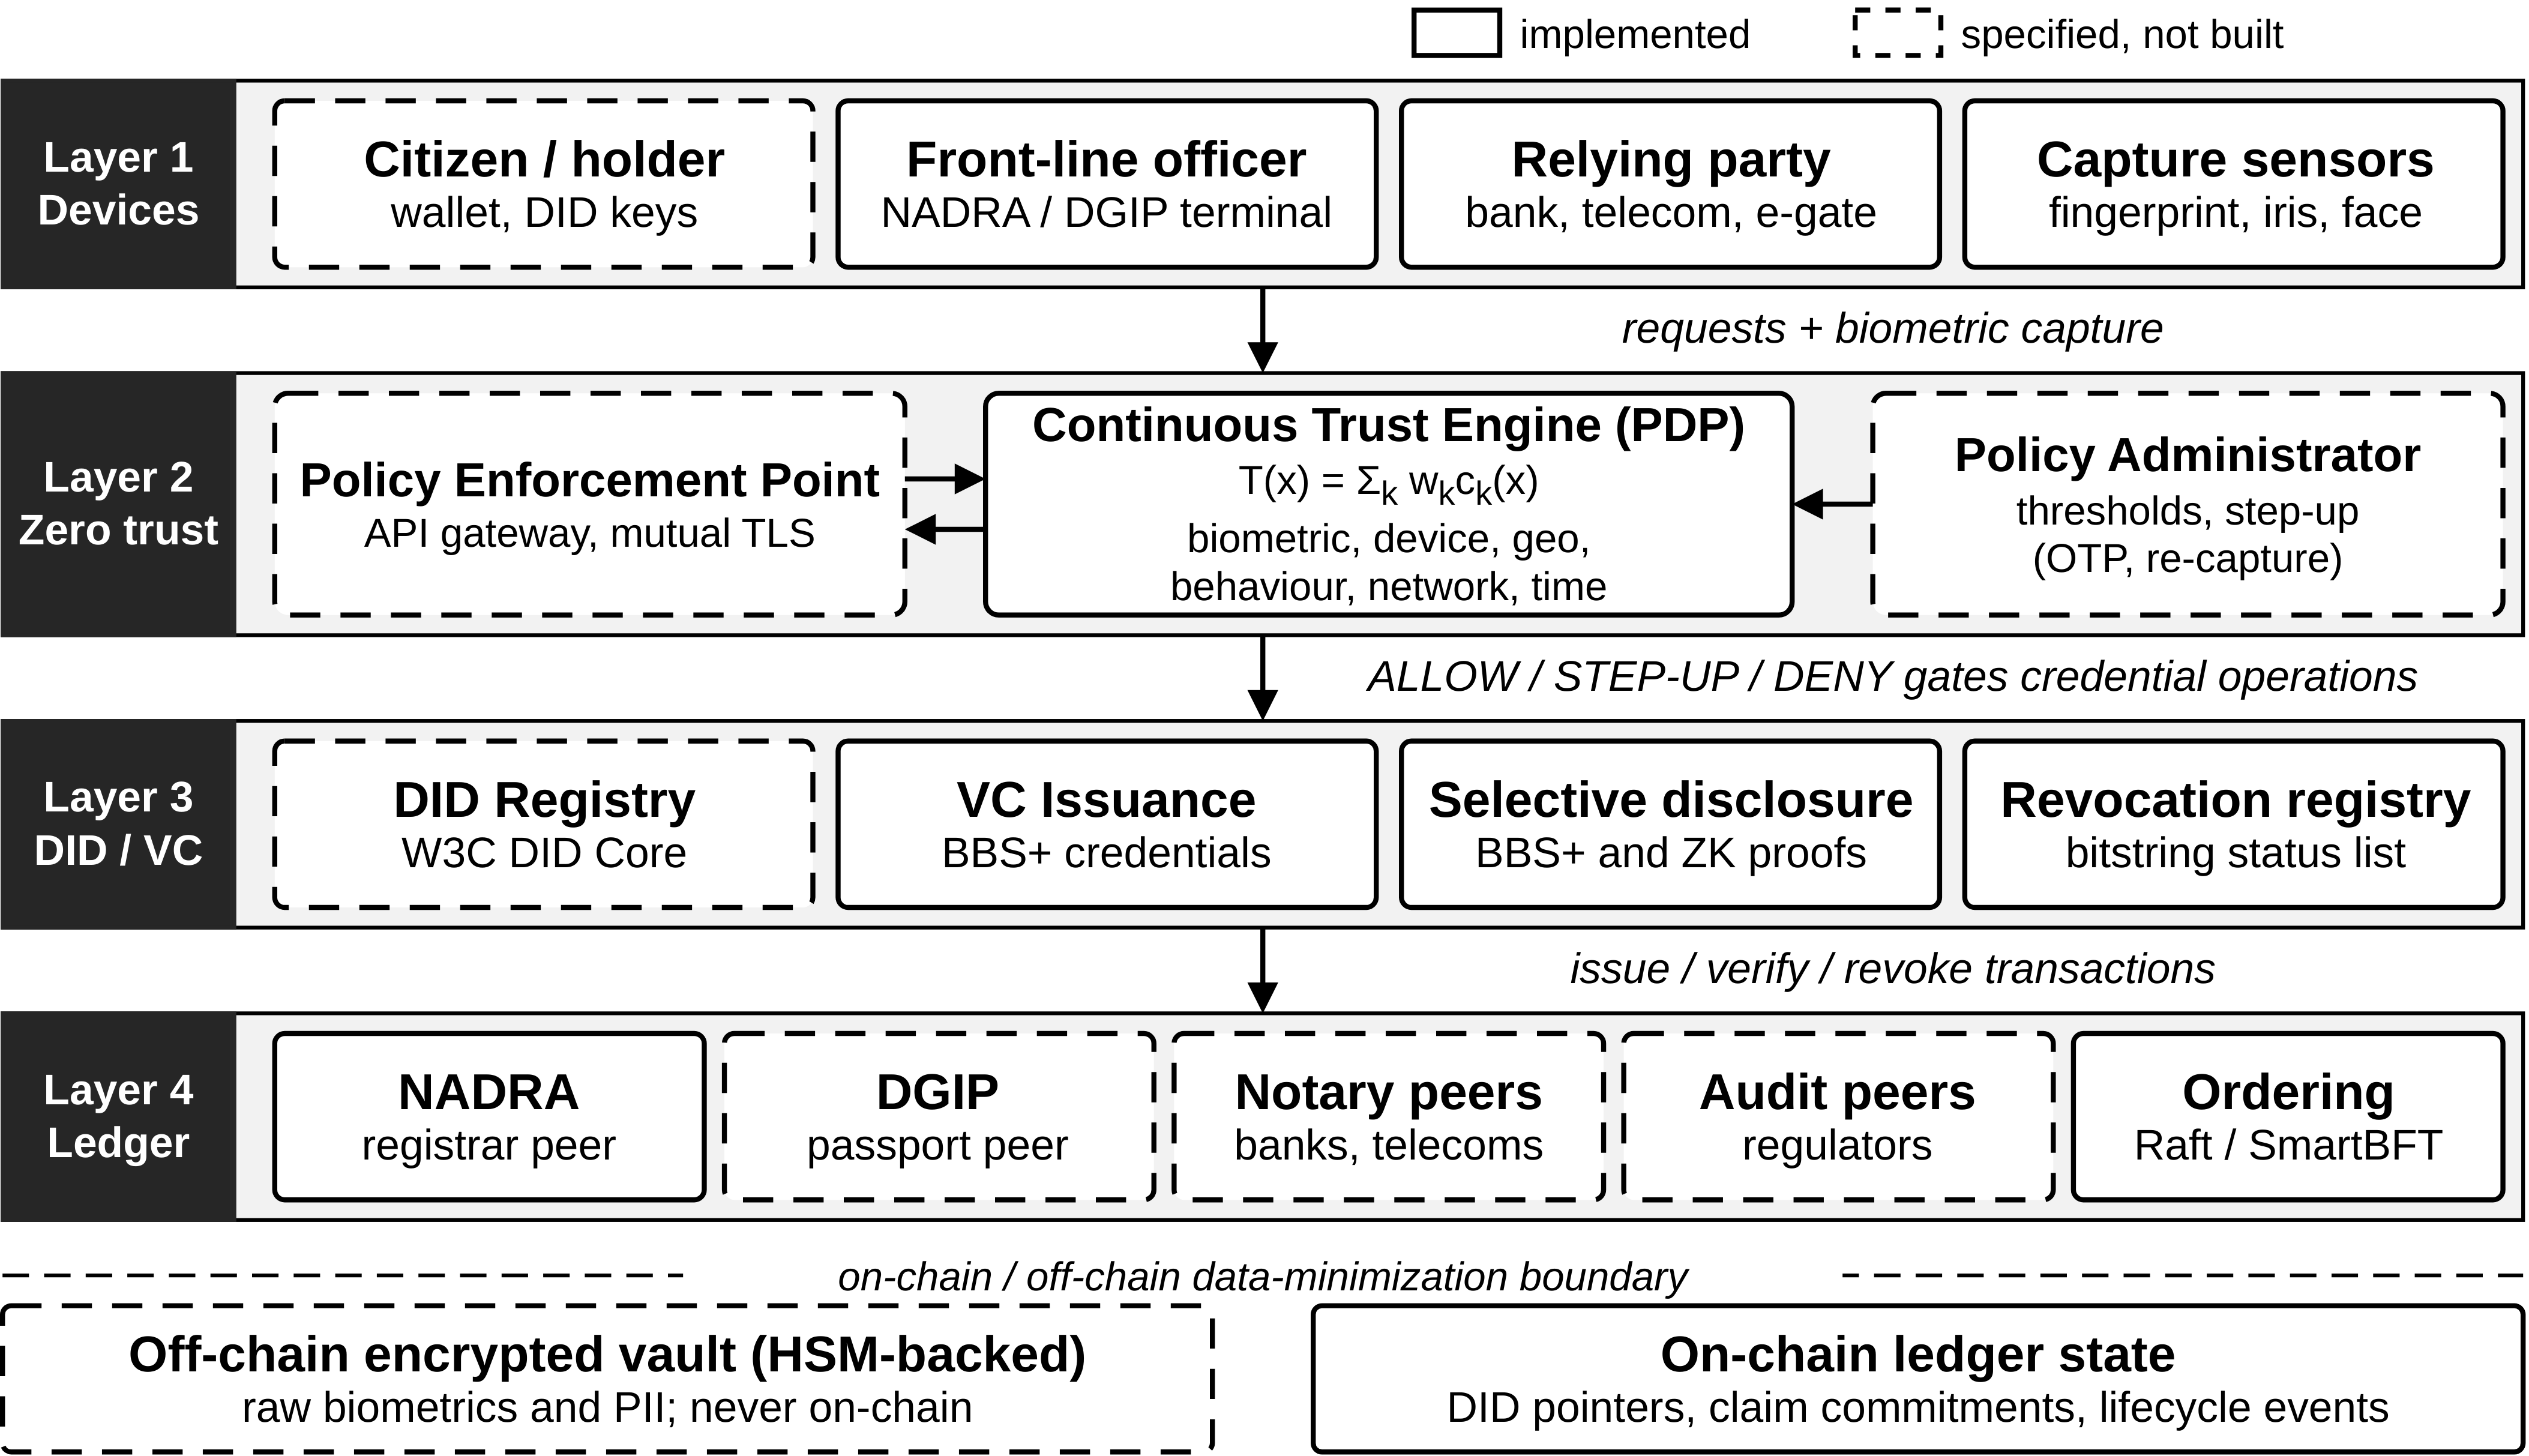 implemented
specified, not built
Layer 1
Devices
Citizen / holder
wallet, DID keys
Front-line officer
NADRA / DGIP terminal
Relying party
bank, telecom, e-gate
Capture sensors
fingerprint, iris, face
requests + biometric capture
Layer 2
Zero trust
Policy Enforcement Point
API gateway, mutual TLS
Continuous Trust Engine (PDP)
T(x) = Σk wkck(x)
biometric, device, geo,
behaviour, network, time
Policy Administrator
thresholds, step-up
(OTP, re-capture)
ALLOW / STEP-UP / DENY gates credential operations
Layer 3
DID / VC
DID Registry
W3C DID Core
VC Issuance
BBS+ credentials
Selective disclosure
BBS+ and ZK proofs
Revocation registry
bitstring status list
issue / verify / revoke transactions
Layer 4
Ledger
NADRA
registrar peer
DGIP
passport peer
Notary peers
banks, telecoms
Audit peers
regulators
Ordering
Raft / SmartBFT
on-chain / off-chain data-minimization boundary
Off-chain encrypted vault (HSM-backed)
raw biometrics and PII; never on-chain
On-chain ledger state
DID pointers, claim commitments, lifecycle events